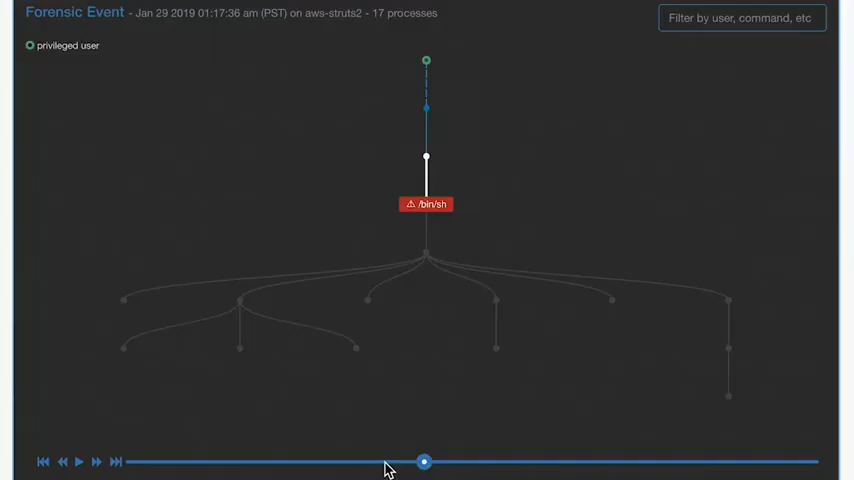 Forensic Event - Jan 29 2019 01:17:36 am (PST) on aws-struts2 - 17 processes
Filter by user, command, etc
privileged user
/bin/sh